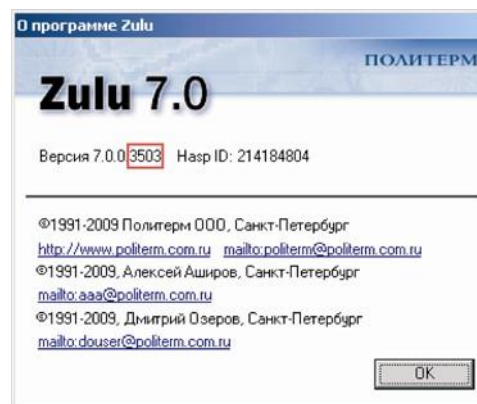 О программе Zulu
ПОЛИТЕРМ
Zulu 7.0
Версия 7.0.0.3503 Hasp ID: 214184804
©1991-2009 Политерм ООО, Санкт-Петербург
http://www.politerm.com.ru mailto:politerm@politerm.com.ru
©1991-2009, Алексей Аширов, Санкт-Петербург
mailto:aaa@politerm.com.ru
©1991-2009, Дмитрий Озеров, Санкт-Петербург
mailto:douser@politerm.com.ru
OK